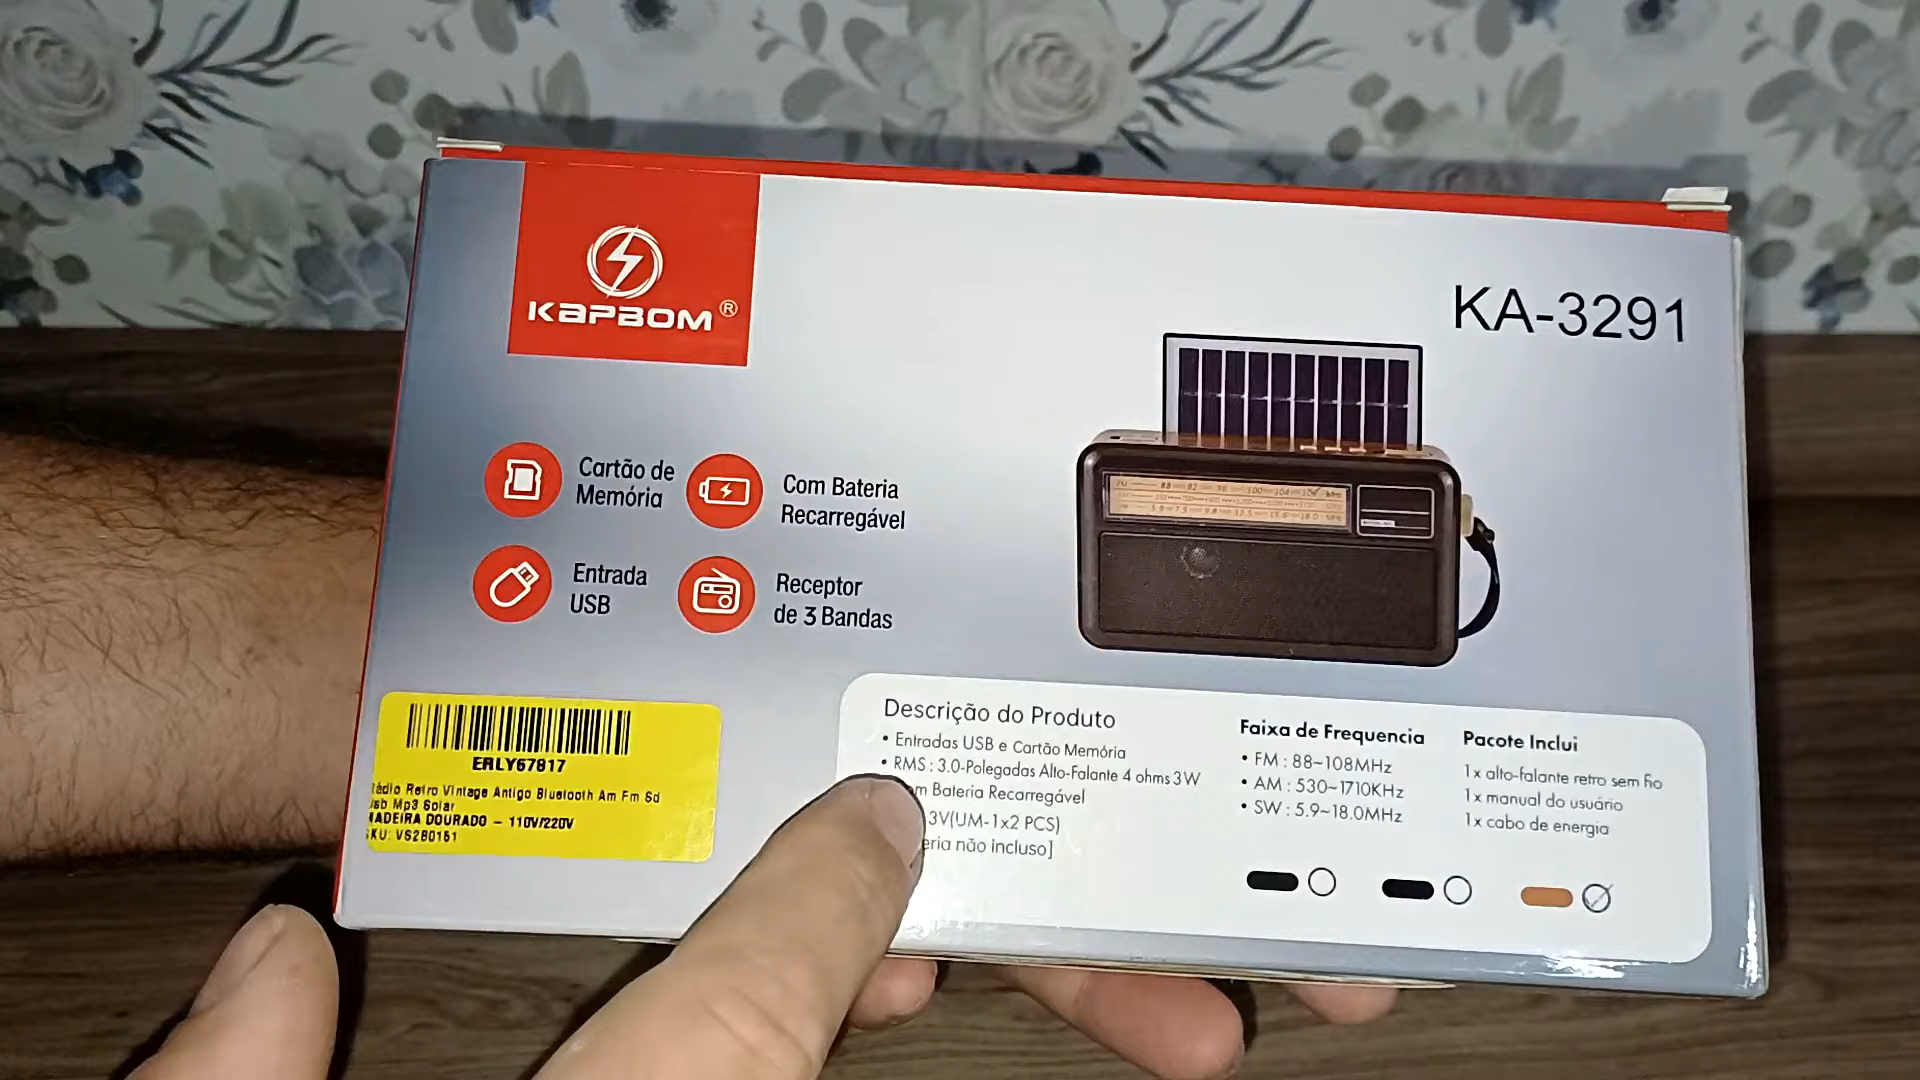 KAPBOM®
KA-3291
Cartão de
Memória
Com Bateria
Recarregável
Entrada
USB
Receptor
de 3 Bandas
ERLY67817
Rádio Retro Vintage Antigo Bluetooth Am Fm Sd
Usb Mp3 Solar
MADEIRA DOURADO - 110V/220V
SKU: VS2B0151
Descrição do Produto
• Entradas USB e Cartão Memória
• RMS : 3.0-Polegadas Alto-Falante 4 ohms 3W
Bateria Recarregável
3V(UM-1x2 PCS)
não incluso]
Faixa de Frequencia
• FM : 88~108MHz
• AM : 530~1710KHz
• SW : 5.9~18.0MHz
Pacote Inclui
1x alto-falante retro sem fio
1x manual do usuário
1x cabo de energia